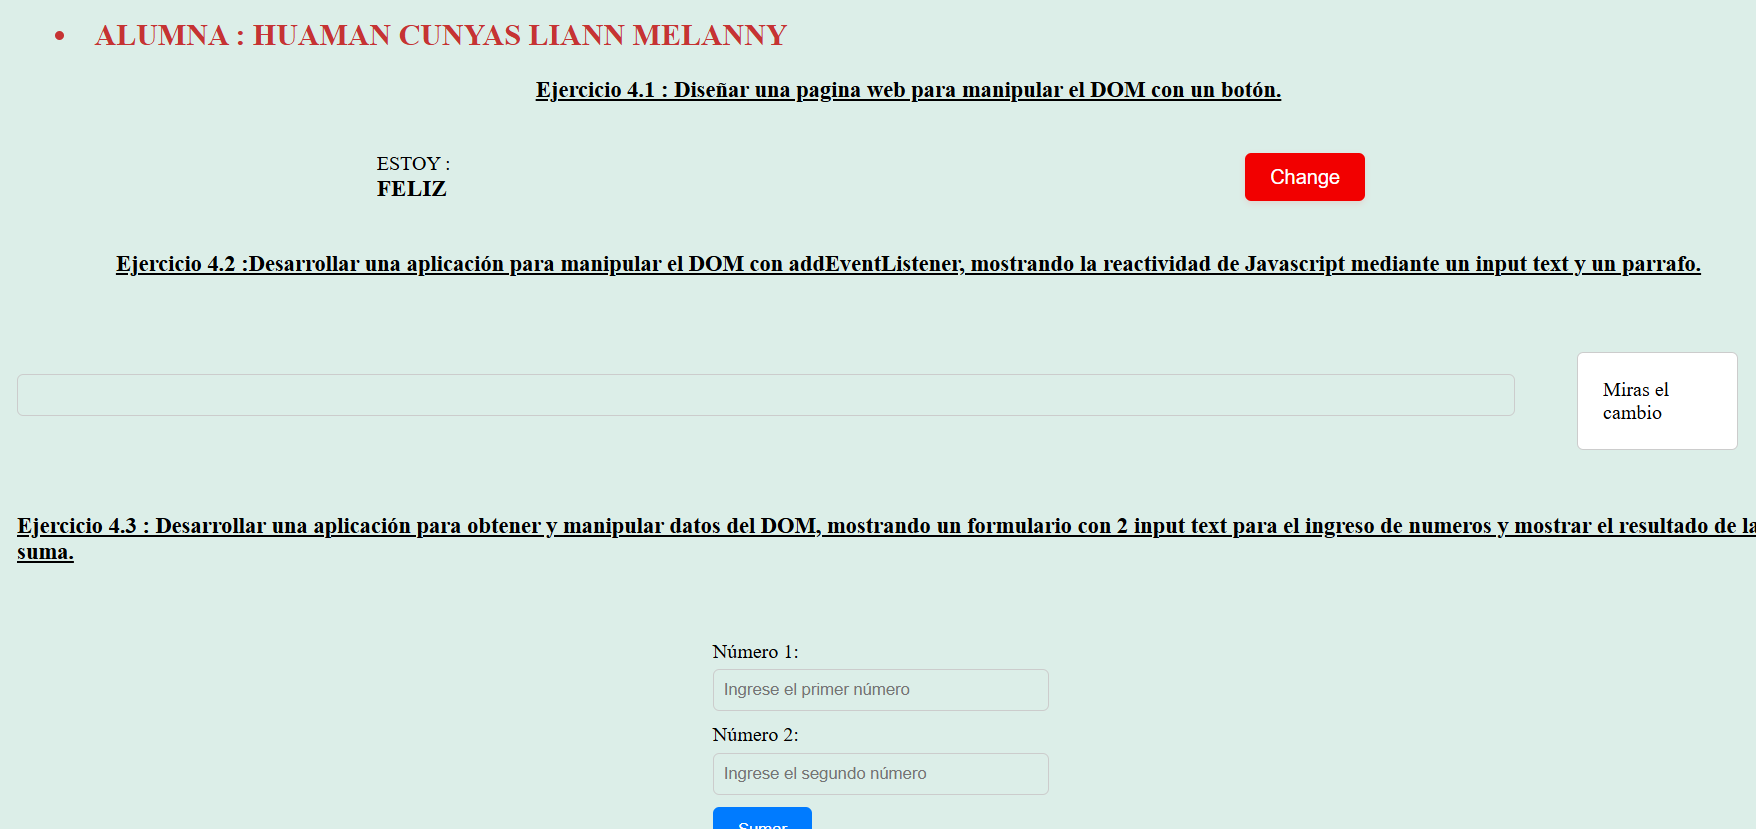 ALUMNA : HUAMAN CUNYAS LIANN MELANNY
Ejercicio 4.1 : Diseñar una pagina web para manipular el DOM con un botón.
ESTOY :
FELIZ
Change
Ejercicio 4.2 :Desarrollar una aplicación para manipular el DOM con addEventListener, mostrando la reactividad de Javascript mediante un input text y un parrafo.
Miras el
cambio
Ejercicio 4.3 : Desarrollar una aplicación para obtener y manipular datos del DOM, mostrando un formulario con 2 input text para el ingreso de numeros y mostrar el resultado de la
suma.
Número 1:
Ingrese el primer número
Número 2:
Ingrese el segundo número
Sumar